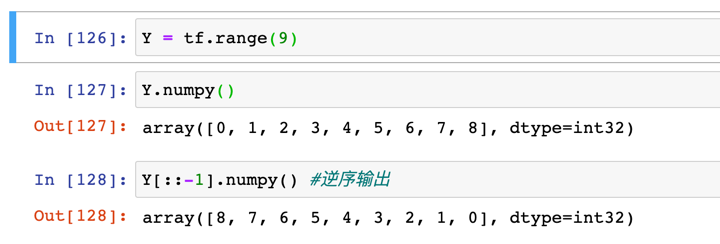 In [126]: Y = tf.range(9)
In [127]: Y.numpy()
Out[127]: array([0, 1, 2, 3, 4, 5, 6, 7, 8], dtype=int32)
In [128]: Y[::-1].numpy() #逆序输出
Out[128]: array([8, 7, 6, 5, 4, 3, 2, 1, 0], dtype=int32)